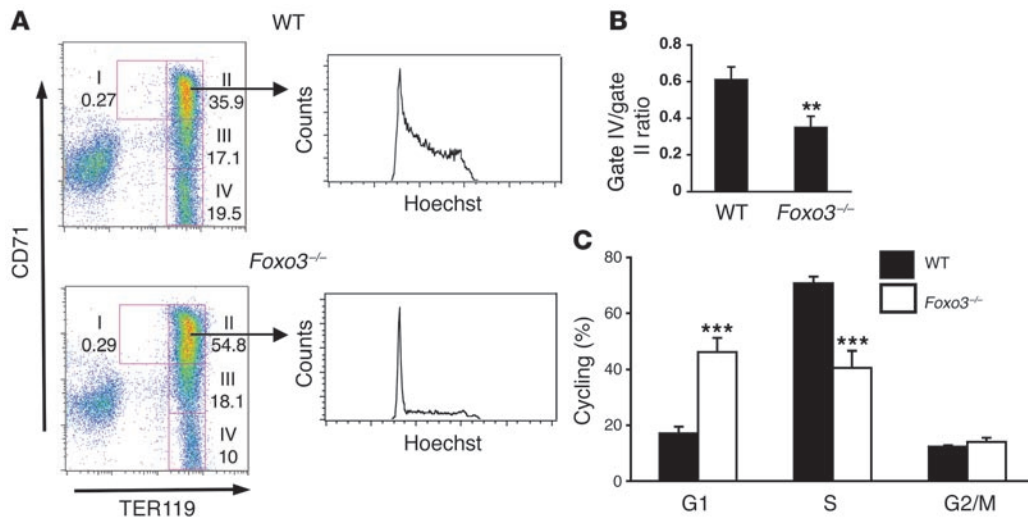 A
WT
I
0.27
II
35.9
III
17.1
IV
19.5
Counts
Hoechst
CD71
Foxo3–/–
I
0.29
II
54.8
III
18.1
IV
10
Counts
Hoechst
TER119
B
Gate IV/gate
II ratio
0.8
0.6
0.4
0.2
0
**
WT
Foxo3–/–
C
Cycling (%)
80
60
40
20
0
WT
Foxo3–/–
***
***
G1
S
G2/M